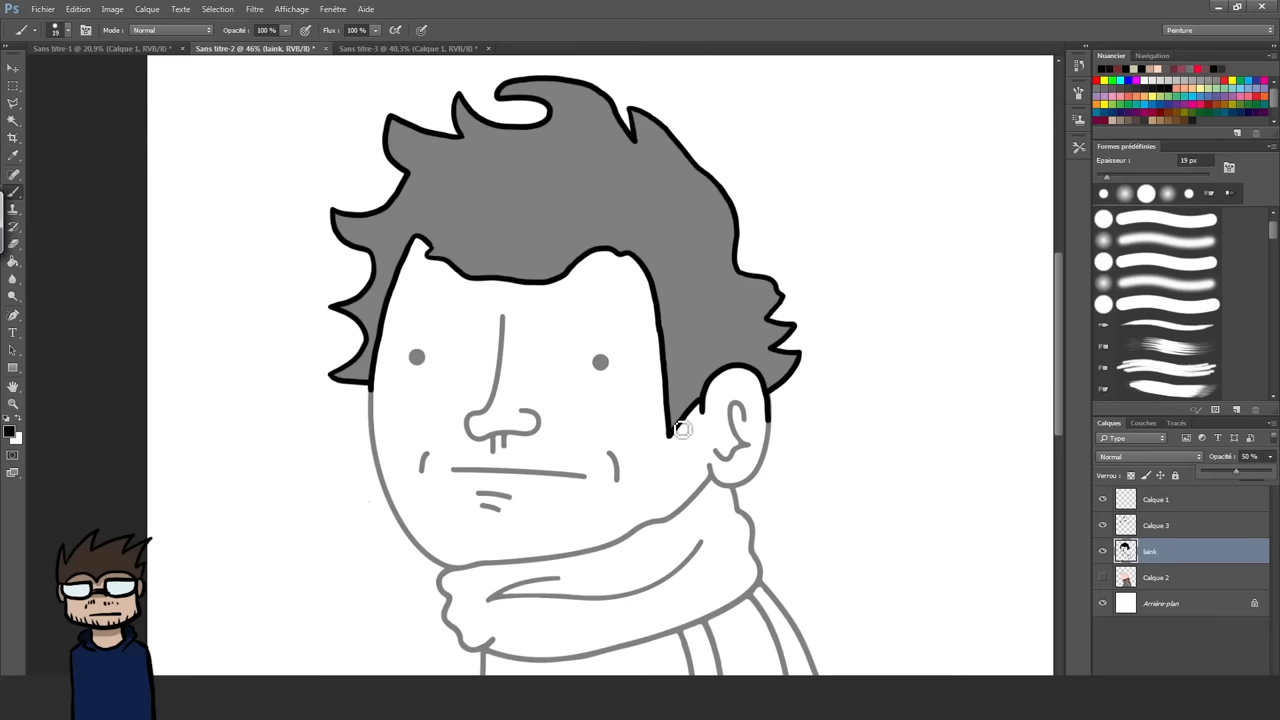 Ps Fichier Edition Image Calque Texte Sélection Filtre Affichage Fenêtre Aide
19 Mode : Normal Opacité : 100 % Flux : 100 % Peinture
Sans titre-1 @ 20,9% (Calque 1, RVB/8) * × Sans titre-2 @ 46% (laink, RVB/8) * × Sans titre-3 @ 40.3% (Calque 1, RVB/8) * ×
Nuancier Navigation
Formes prédéfinies
Epaisseur : 19 px
Calques Couches Tracés
Type
Normal Opacité : 50 %
Verrou :
Calque 1
Calque 3
laink
Calque 2
Arrière-plan